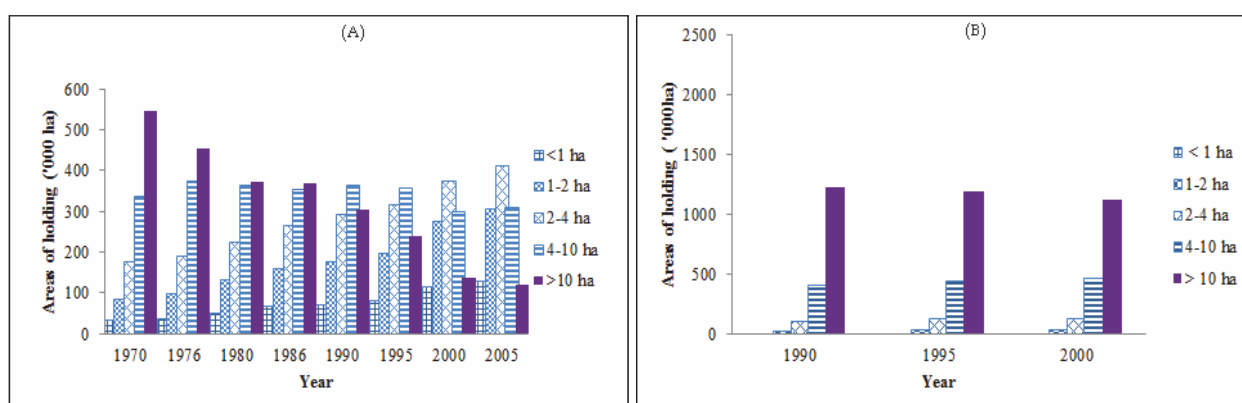 (A)
Areas of holding ('000 ha)
600
500
400
300
200
100
0
1970 1976 1980 1986 1990 1995 2000 2005
Year
<1 ha
1-2 ha
2-4 ha
4-10 ha
>10 ha
(B)
Areas of holding ( '000ha)
2500
2000
1500
1000
500
0
1990 1995 2000
Year
< 1 ha
1-2 ha
2-4 ha
4-10 ha
> 10 ha